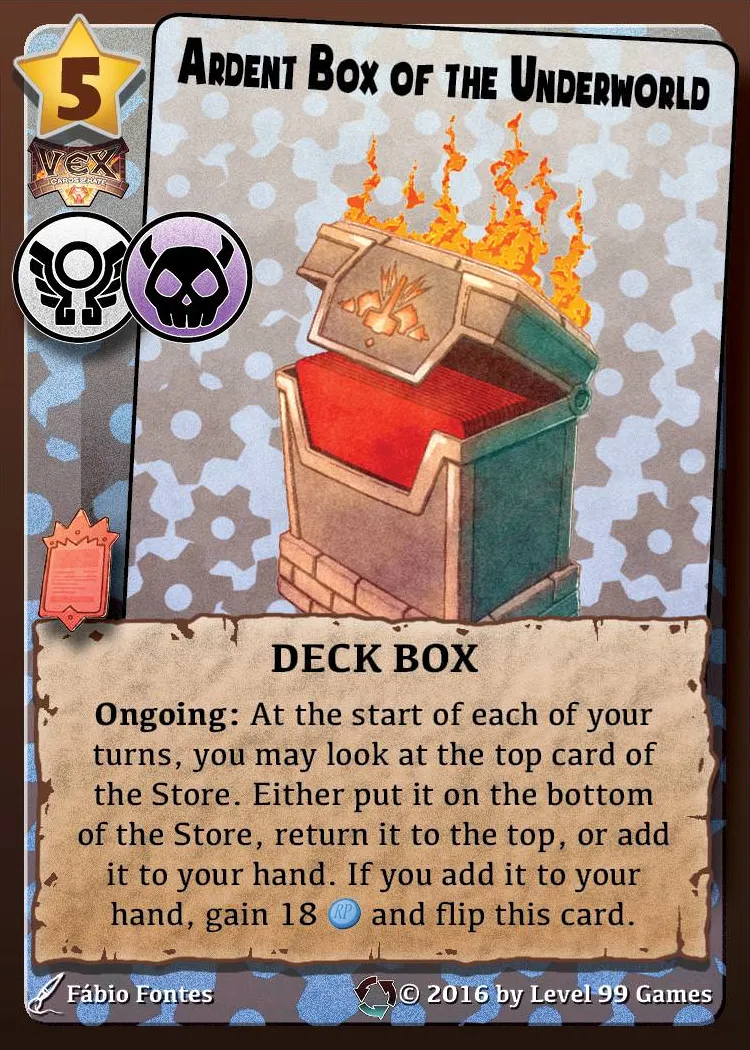 5
ARDENT BOX OF THE UNDERWORLD
VEX
CARDS & HATE
DECK BOX
Ongoing: At the start of each of your
turns, you may look at the top card of
the Store. Either put it on the bottom
of the Store, return it to the top, or add
it to your hand. If you add it to your
hand, gain 18 RP and flip this card.
Fábio Fontes
© 2016 by Level 99 Games